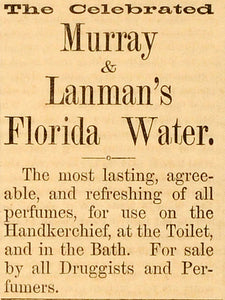 The Celebrated
Murray
&
Lanman's
Florida Water.
The most lasting, agree-
able, and refreshing of all
perfumes, for use on the
Handkerchief, at the Toilet,
and in the Bath. For sale
by all Druggists and Per-
fumers.